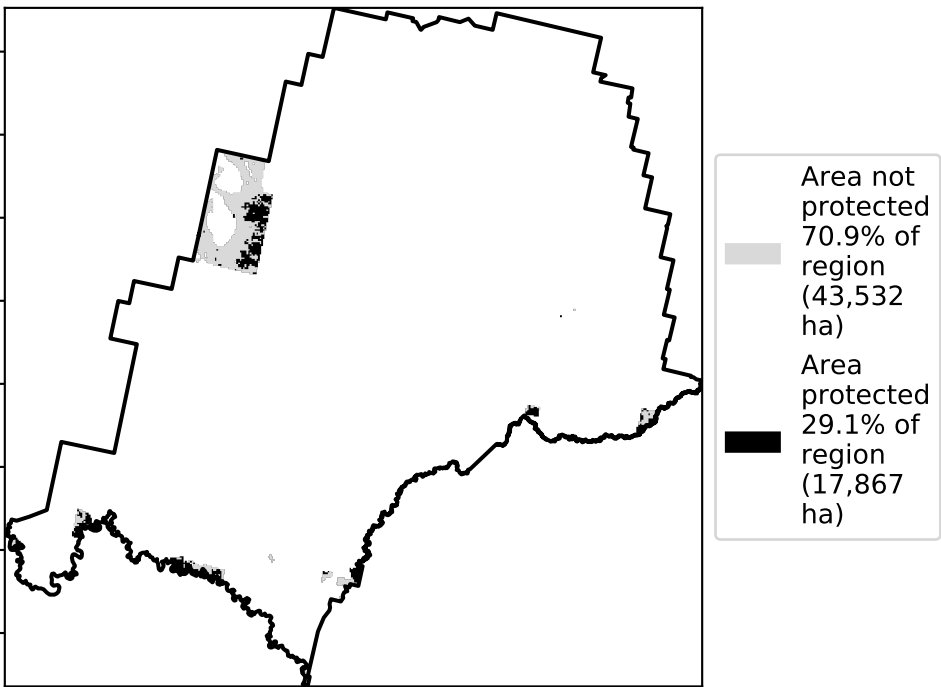 Area not
protected
70.9% of
region
(43,532
ha)
Area
protected
29.1% of
region
(17,867
ha)